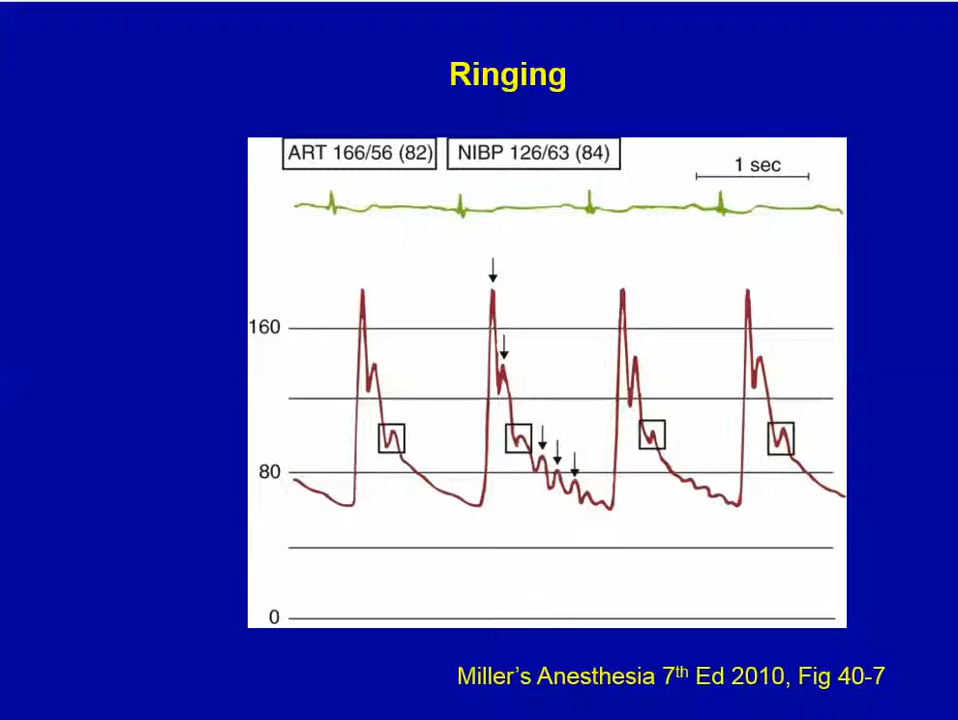 Ringing
ART 166/56 (82) NIBP 126/63 (84)
1 sec
160
80
0
Miller’s Anesthesia 7th Ed 2010, Fig 40-7